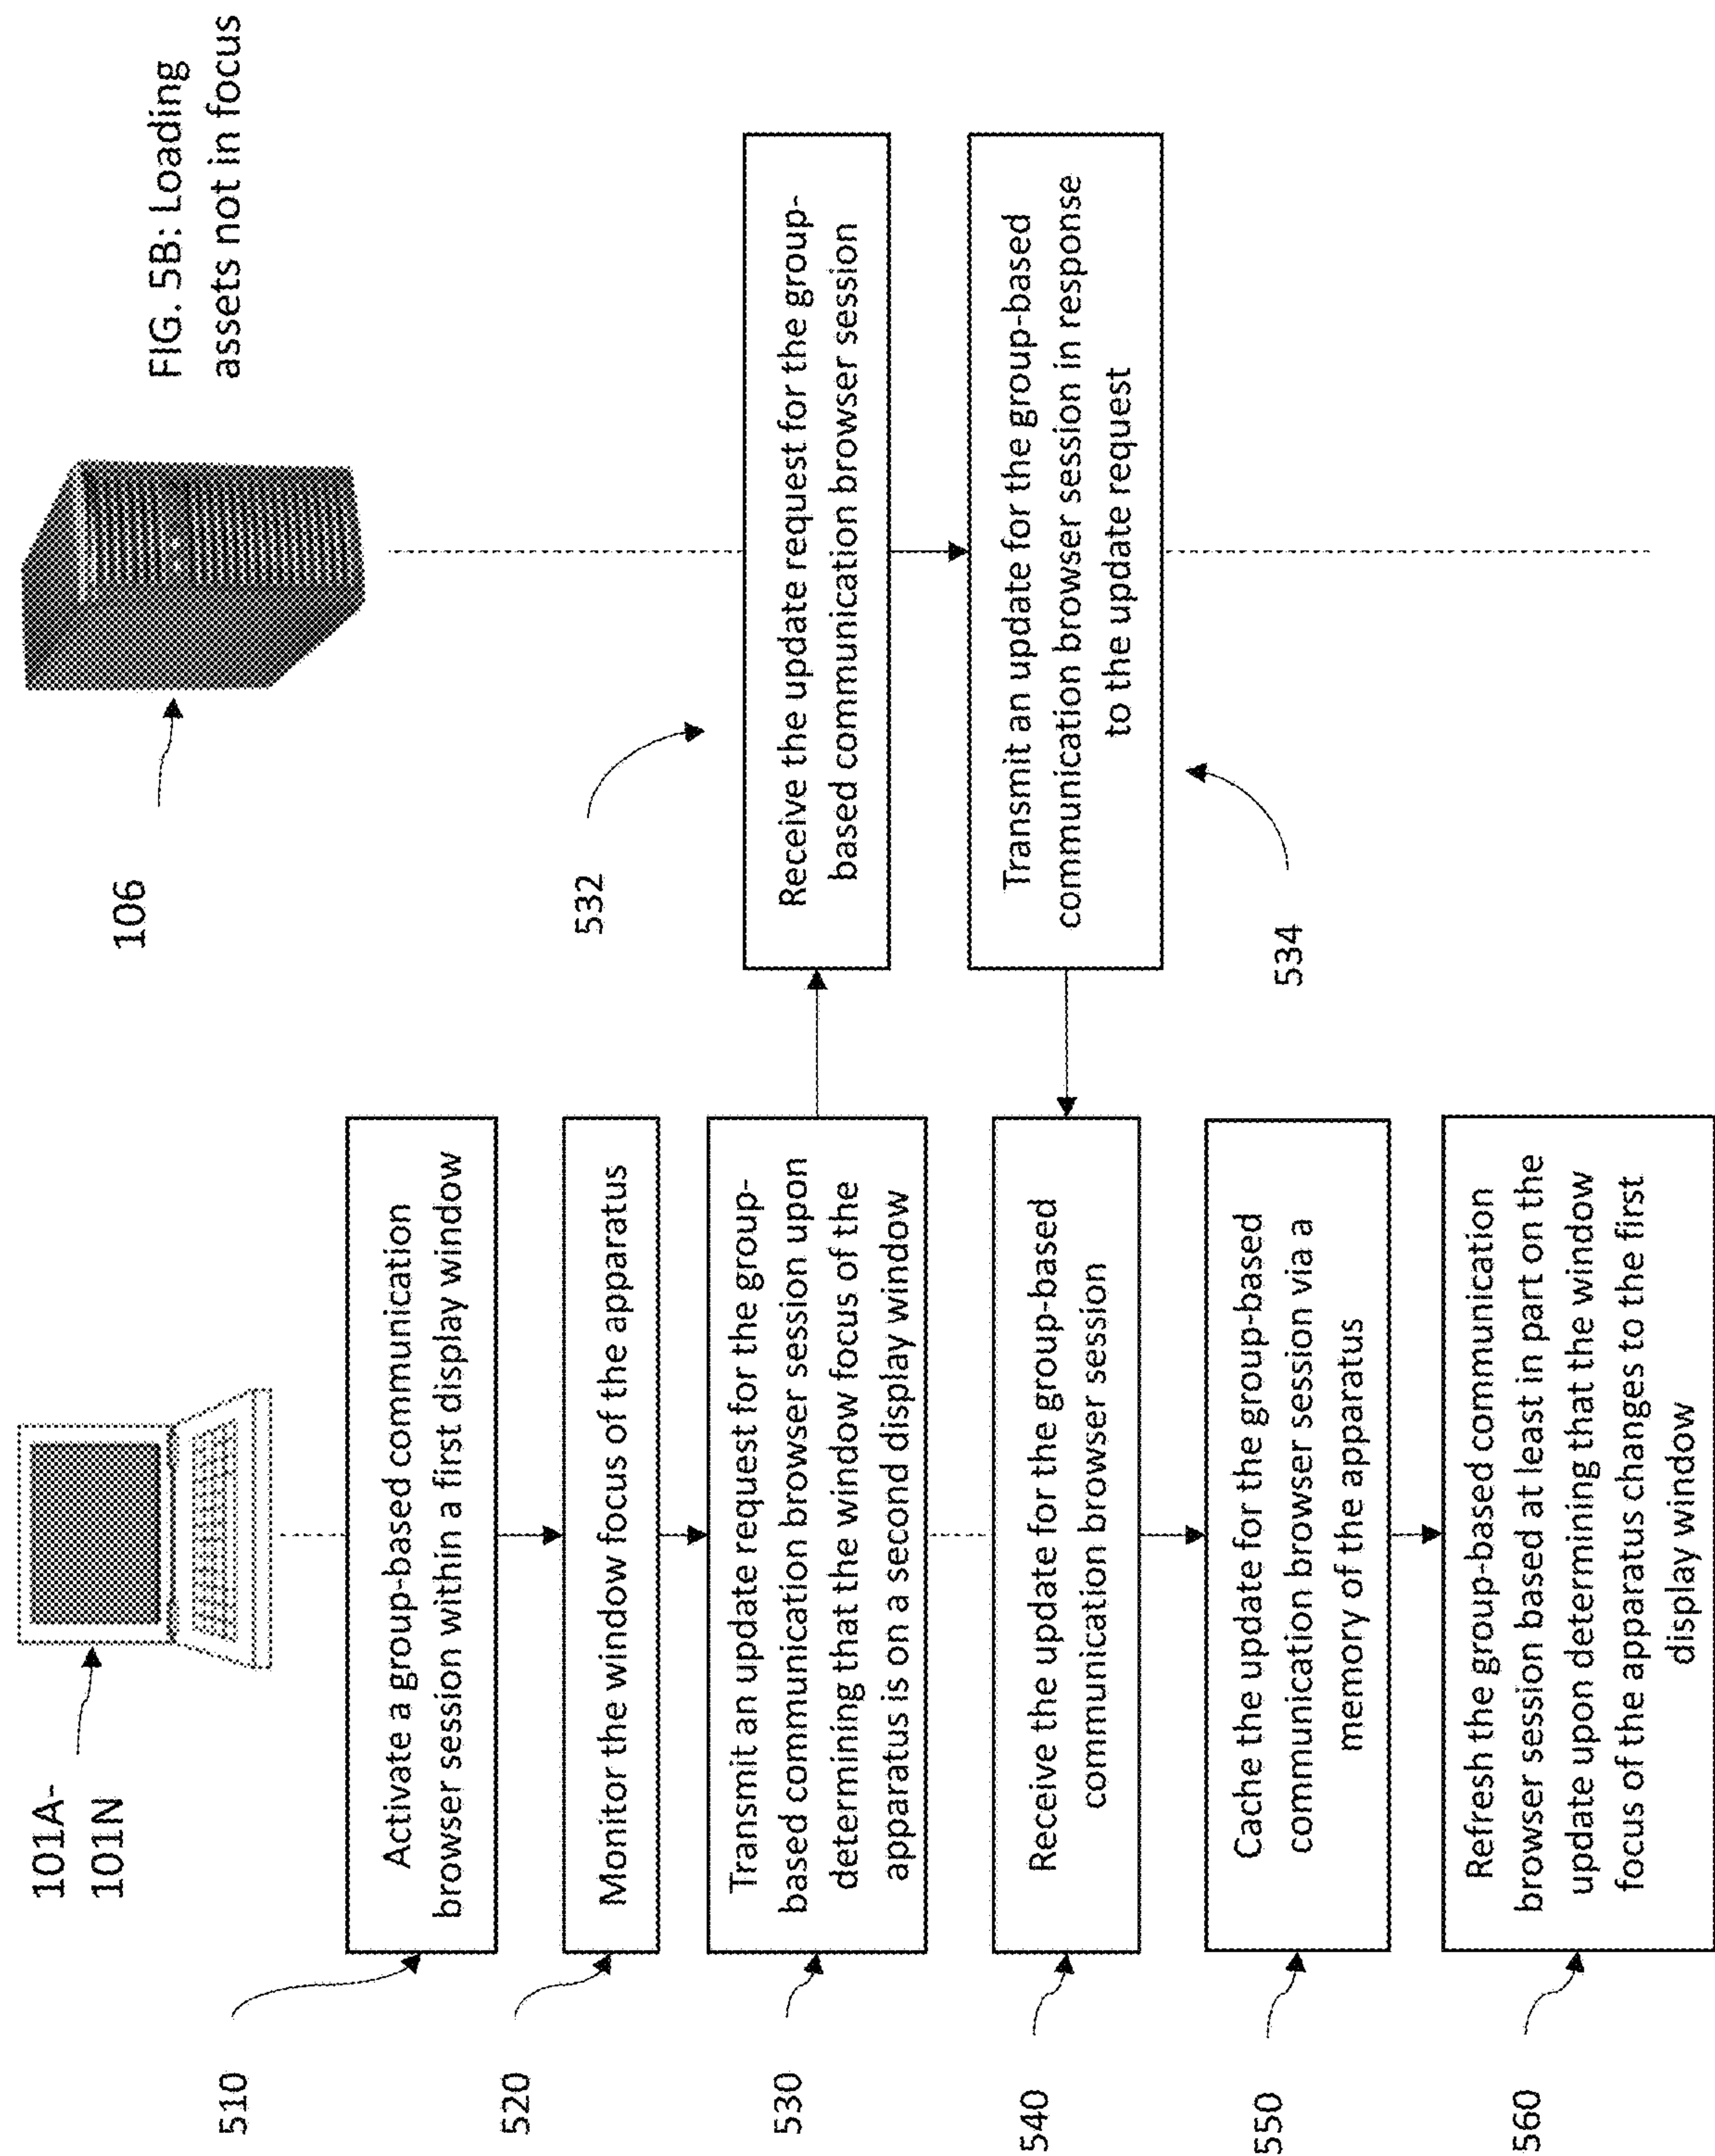 FIG. 5B: Loading
assets not in focus
101A-
101N
106
510
Activate a group-based communication
browser session within a first display window
520
Monitor the window focus of the apparatus
530
Transmit an update request for the group-
based communication browser session upon
determining that the window focus of the
apparatus is on a second display window
532
Receive the update request for the group-
based communication browser session
Transmit an update for the group-based
communication browser session in response
to the update request
534
540
Receive the update for the group-based
communication browser session
550
Cache the update for the group-based
communication browser session via a
memory of the apparatus
560
Refresh the group-based communication
browser session based at least in part on the
update upon determining that the window
focus of the apparatus changes to the first
display window